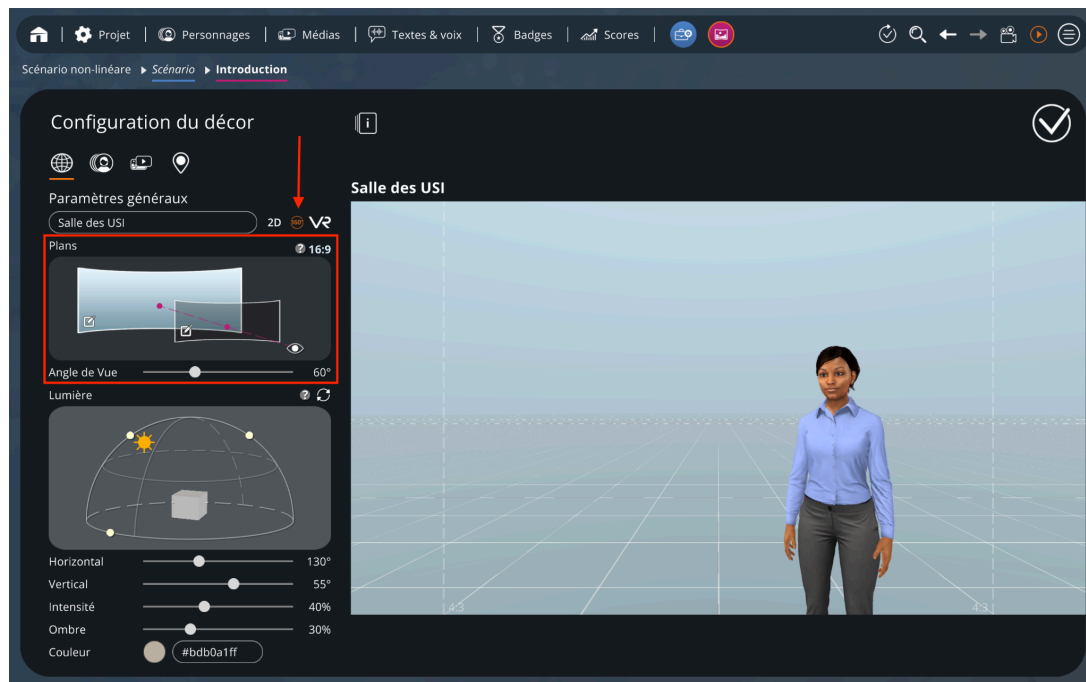 Projet Personnages Médias Textes & voix Badges Scores
Scénario non-linéare Scénario Introduction
Configuration du décor
i
Paramètres généraux
Salle des USI 2D 360° VR
Plans ? 16:9
Angle de Vue 60°
Lumière ?
Horizontal 130°
Vertical 55°
Intensité 40%
Ombre 30%
Couleur #bdb0a1ff
Salle des USI
4:3 4:3